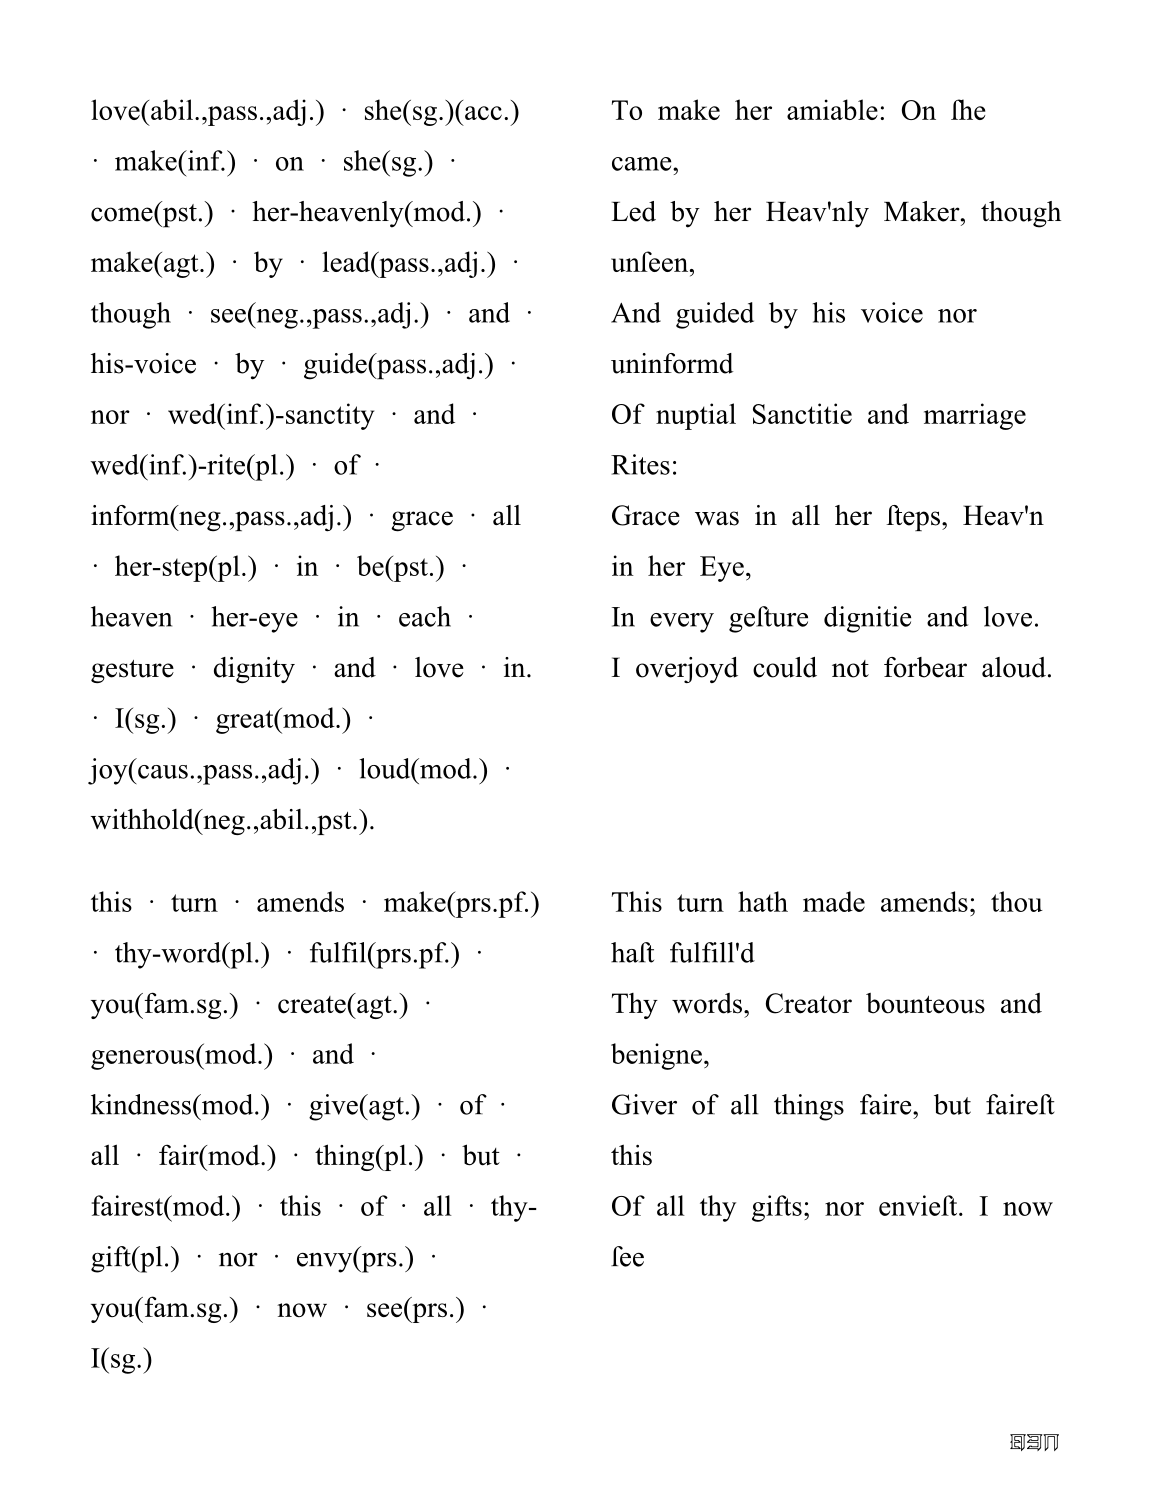 love(abil.,pass.,adj.) · she(sg.)(acc.)
· make(inf.) · on · she(sg.) ·
come(pst.) · her-heavenly(mod.) ·
make(agt.) · by · lead(pass.,adj.) ·
though · see(neg.,pass.,adj.) · and ·
his-voice · by · guide(pass.,adj.) ·
nor · wed(inf.)-sanctity · and ·
wed(inf.)-rite(pl.) · of ·
inform(neg.,pass.,adj.) · grace · all
· her-step(pl.) · in · be(pst.) ·
heaven · her-eye · in · each ·
gesture · dignity · and · love · in.
· I(sg.) · great(mod.) ·
joy(caus.,pass.,adj.) · loud(mod.) ·
withhold(neg.,abil.,pst.).
To make her amiable: On ſhe
came,
Led by her Heav'nly Maker, though
unſeen,
And guided by his voice nor
uninformd
Of nuptial Sanctitie and marriage
Rites:
Grace was in all her ſteps, Heav'n
in her Eye,
In every geſture dignitie and love.
I overjoyd could not forbear aloud.
this · turn · amends · make(prs.pf.)
· thy-word(pl.) · fulfil(prs.pf.) ·
you(fam.sg.) · create(agt.) ·
generous(mod.) · and ·
kindness(mod.) · give(agt.) · of ·
all · fair(mod.) · thing(pl.) · but ·
fairest(mod.) · this · of · all · thy-
gift(pl.) · nor · envy(prs.) ·
you(fam.sg.) · now · see(prs.) ·
I(sg.)
This turn hath made amends; thou
haſt fulfill'd
Thy words, Creator bounteous and
benigne,
Giver of all things faire, but faireſt
this
Of all thy gifts; nor envieſt. I now
ſee